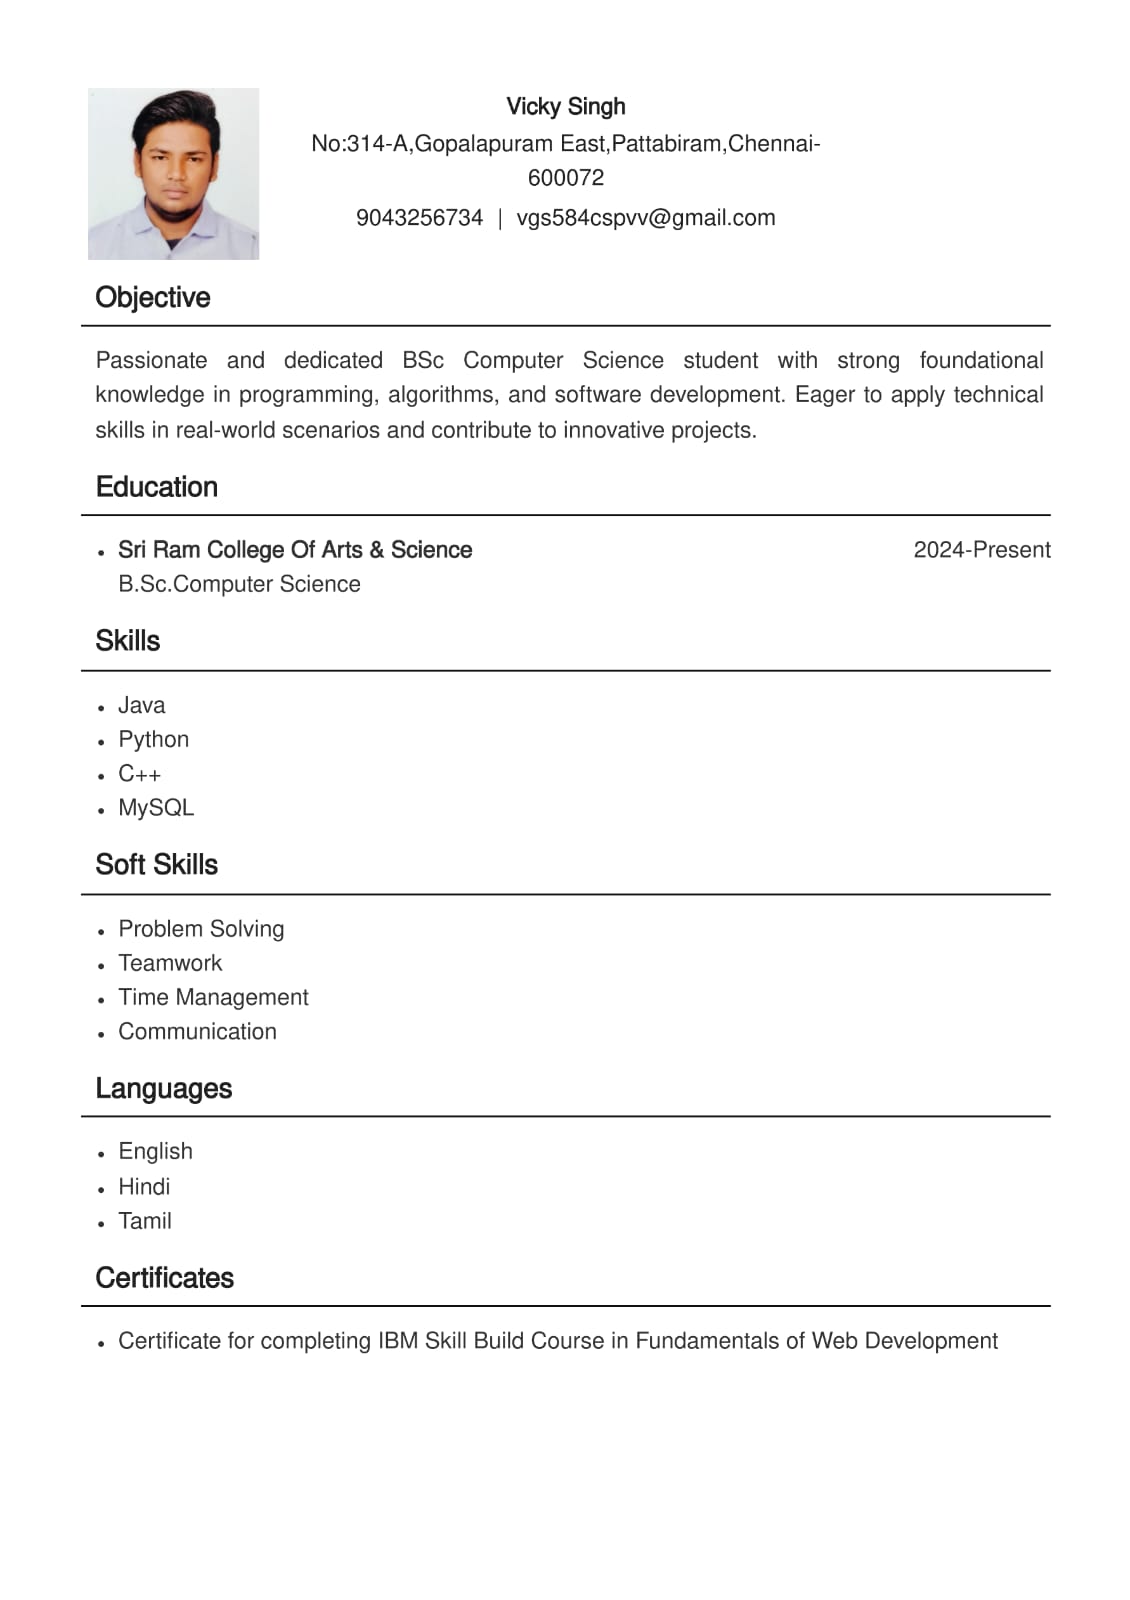 Vicky Singh
No:314-A,Gopalapuram East,Pattabiram,Chennai-
600072
9043256734 | vgs584cspvv@gmail.com
Objective
Passionate and dedicated BSc Computer Science student with strong foundational
knowledge in programming, algorithms, and software development. Eager to apply technical
skills in real-world scenarios and contribute to innovative projects.
Education
• Sri Ram College Of Arts & Science 2024-Present
B.Sc.Computer Science
Skills
• Java
• Python
• C++
• MySQL
Soft Skills
• Problem Solving
• Teamwork
• Time Management
• Communication
Languages
• English
• Hindi
• Tamil
Certificates
• Certificate for completing IBM Skill Build Course in Fundamentals of Web Development